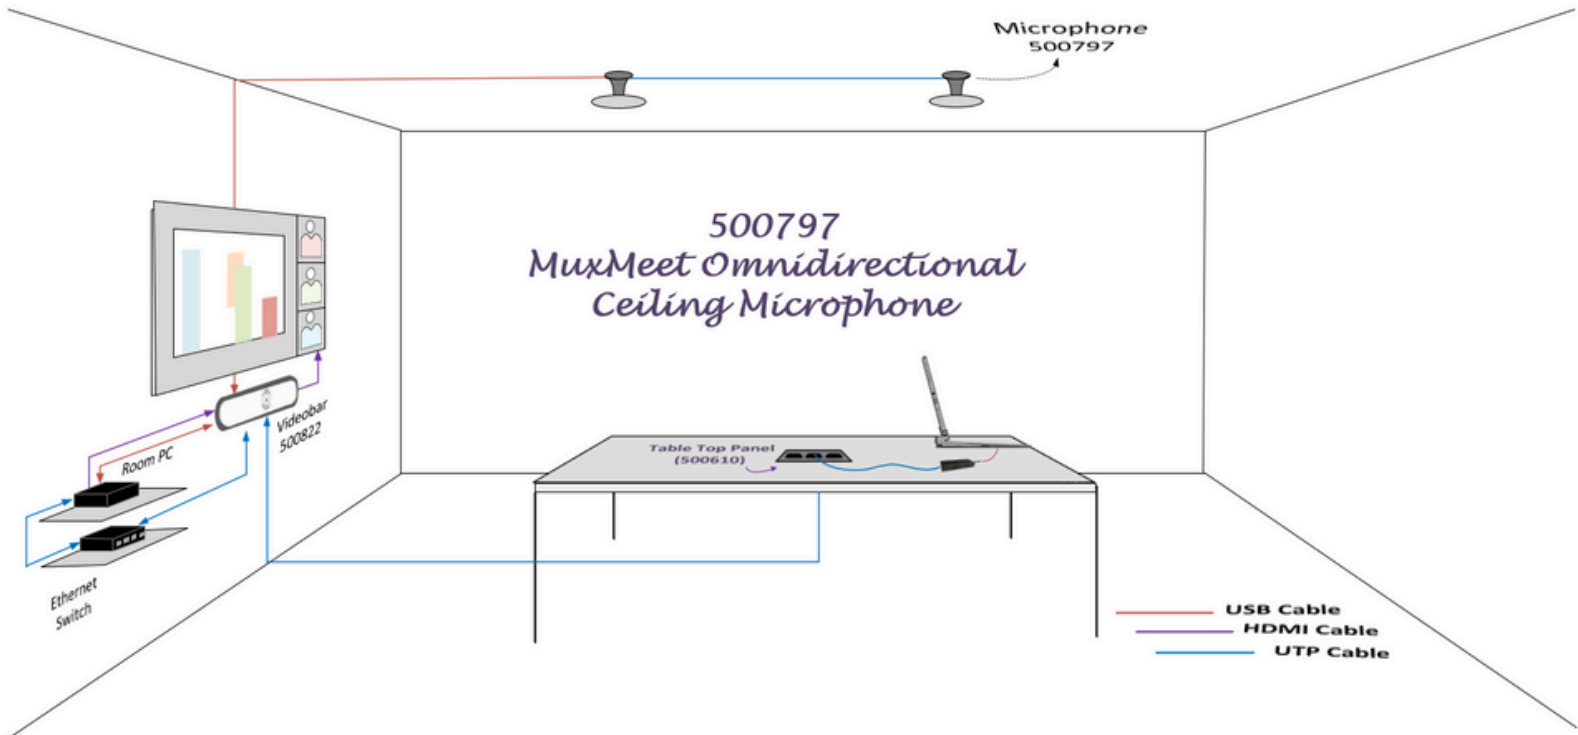 Microphone
500797
500797
MuxMeet Omnidirectional
Ceiling Microphone
Videobar
500822
Room PC
Table Top Panel
(500610)
Ethernet
Switch
USB Cable
HDMI Cable
UTP Cable